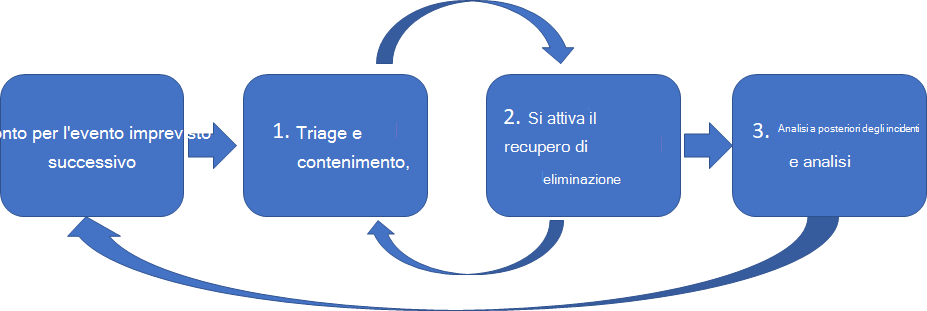 per l'evento imprevisto
successivo
1. Triage e
contenimento,
2. Si attiva il
recupero di
eliminazione
3. Analisi a posteriori degli incidenti
e analisi